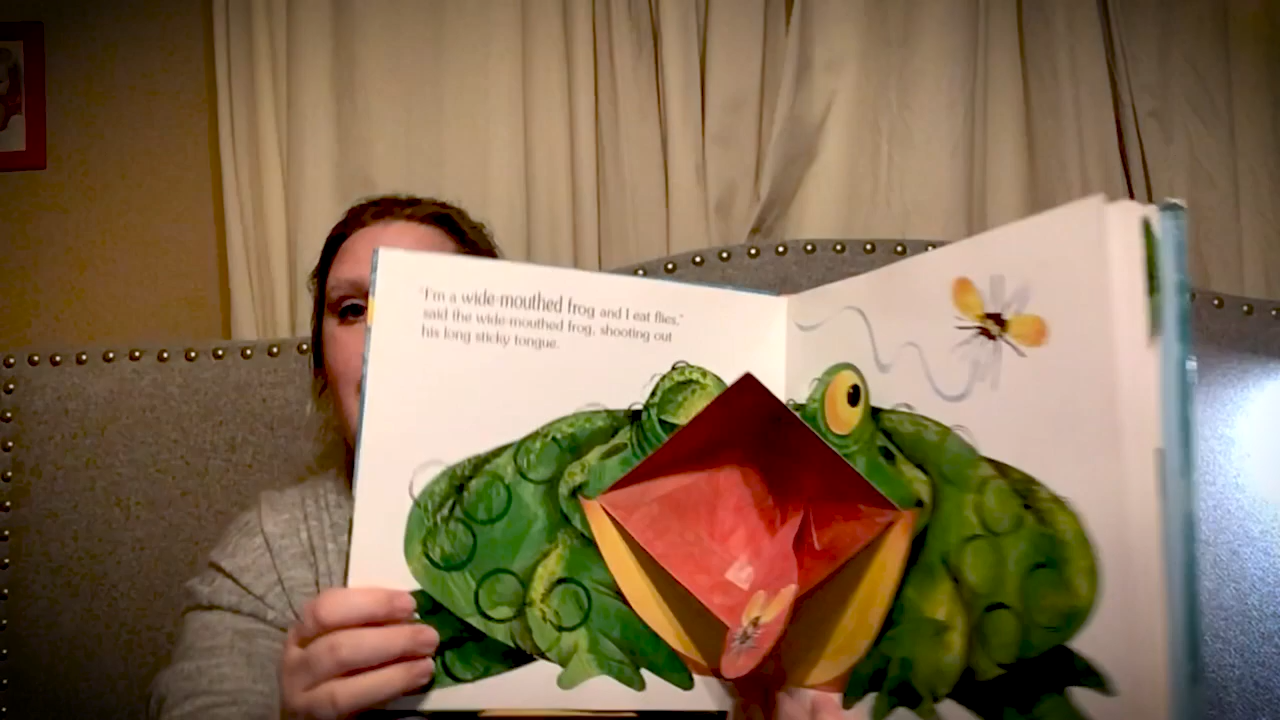 "I'm a wide-mouthed frog and I eat flies,"
said the wide-mouthed frog, shooting out
his long sticky tongue.